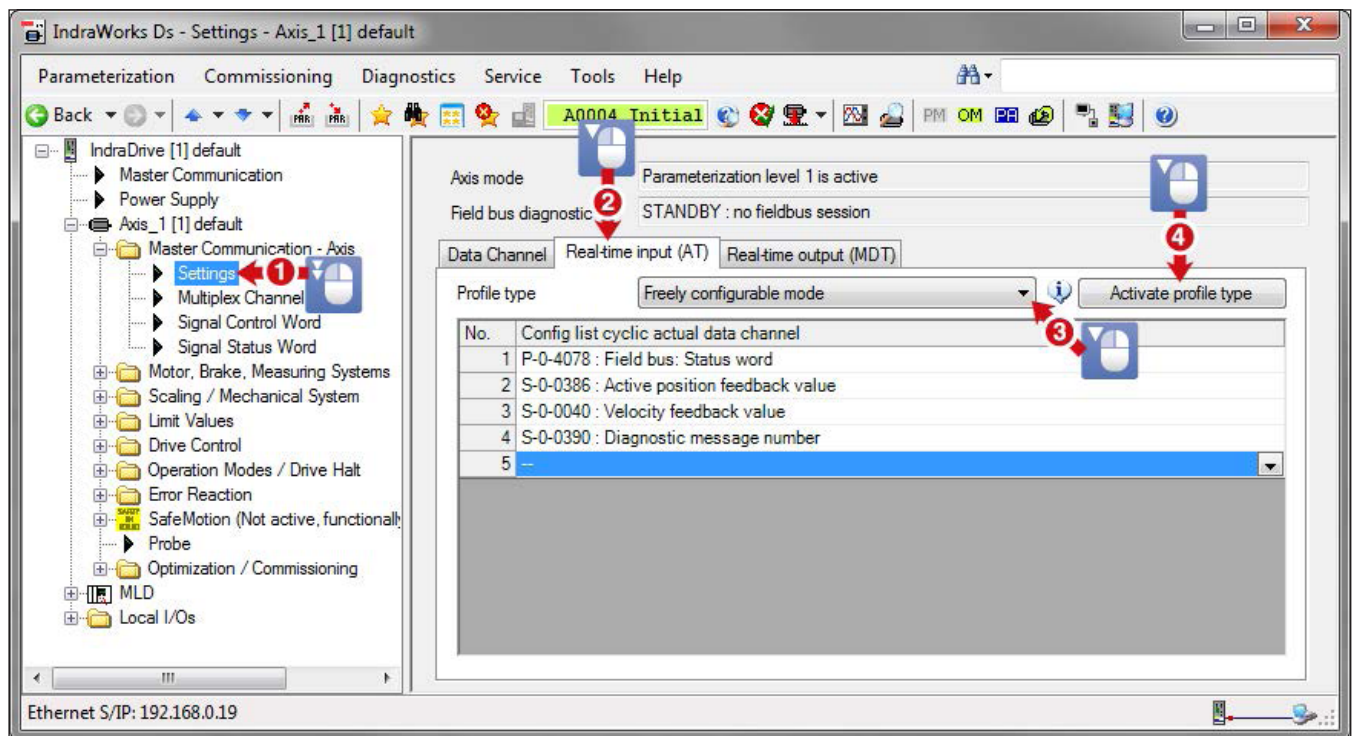 IndraWorks Ds - Settings - Axis_1 [1] default
Parameterization Commissioning Diagnostics Service Tools Help
Back PAR PAR A0004 Initial PM OM
IndraDrive [1] default
Master Communication
Power Supply
Axis_1 [1] default
Master Communication - Axis
Settings
1
Multiplex Channel
Signal Control Word
Signal Status Word
Motor, Brake, Measuring Systems
Scaling / Mechanical System
Limit Values
Drive Control
Operation Modes / Drive Halt
Error Reaction
SafeMotion (Not active, functionally
Probe
Optimization / Commissioning
MLD
Local I/Os
Axis mode Parameterization level 1 is active
Field bus diagnostic 2 STANDBY : no fieldbus session
4
Data Channel Real-time input (AT) Real-time output (MDT)
Profile type Freely configurable mode Activate profile type
3
No. Config list cyclic actual data channel
1 P-0-4078 : Field bus: Status word
2 S-0-0386 : Active position feedback value
3 S-0-0040 : Velocity feedback value
4 S-0-0390 : Diagnostic message number
5 --
Ethernet S/IP: 192.168.0.19